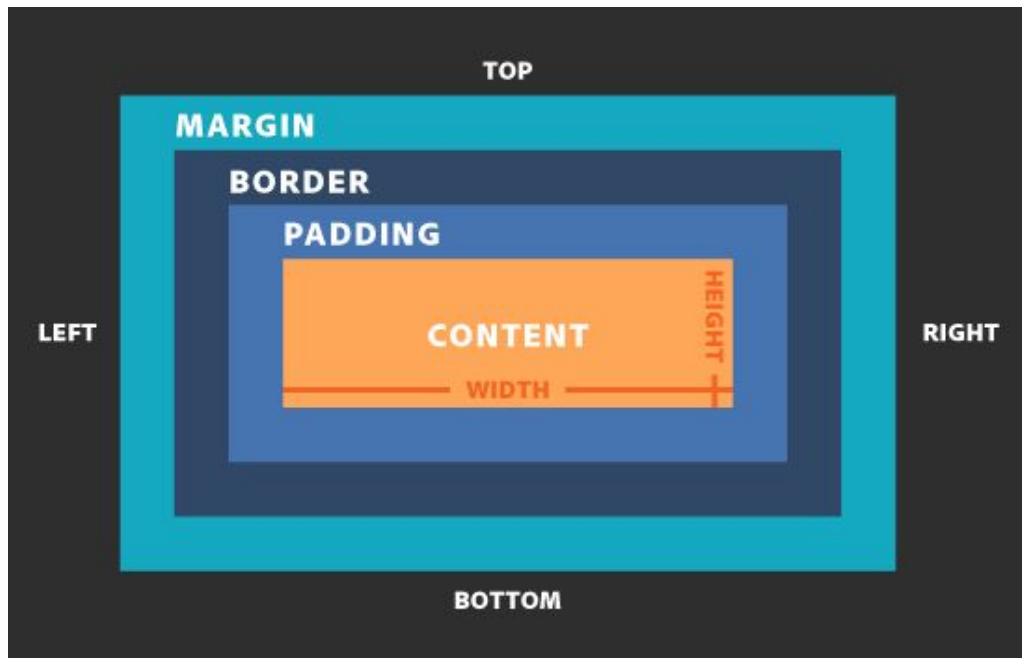 TOP
MARGIN
BORDER
PADDING
HEIGHT
LEFT
CONTENT
RIGHT
WIDTH
BOTTOM